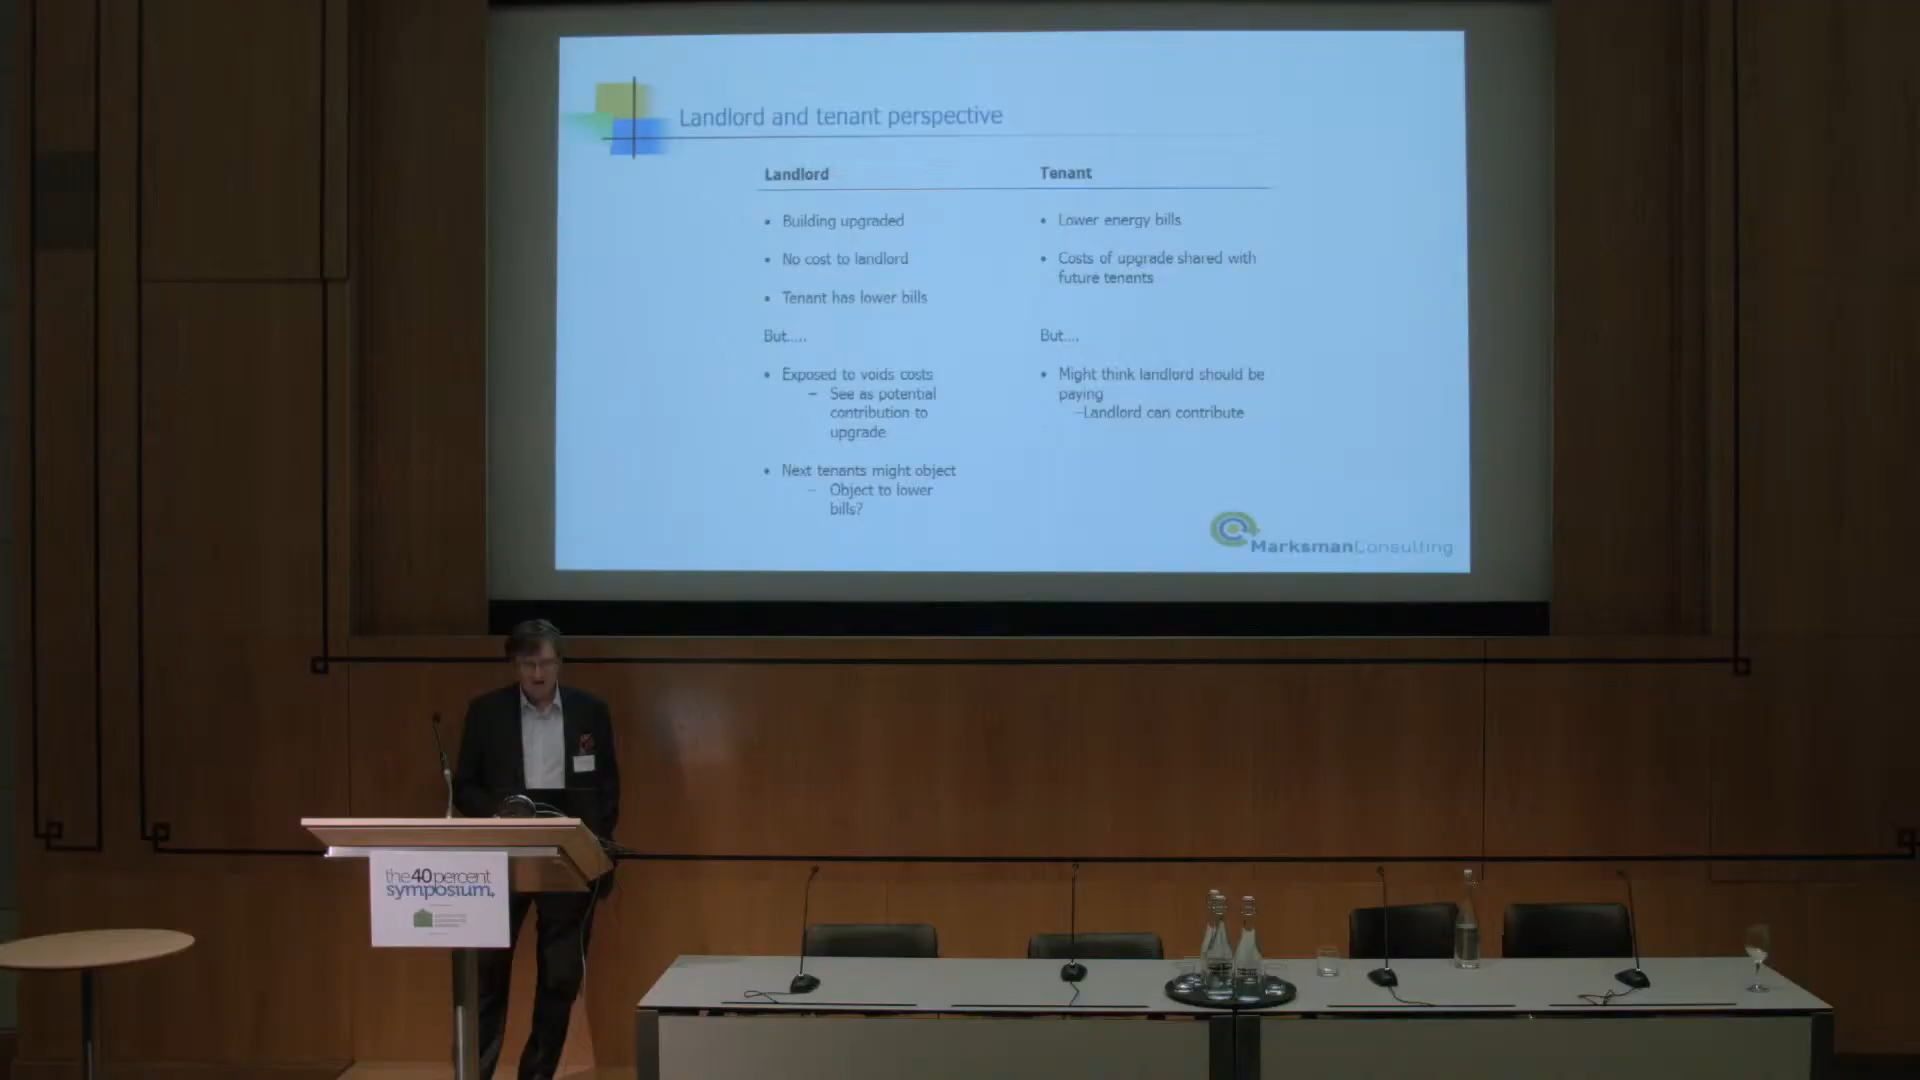 Landlord and tenant perspective
Landlord
Tenant
• Building upgraded
• No cost to landlord
• Tenant has lower bills
But.....
• Exposed to voids costs
– See as potential
contribution to
upgrade
• Next tenants might object
– Object to lower
bills?
• Lower energy bills
• Costs of upgrade shared with
future tenants
But....
• Might think landlord should be
paying
–Landlord can contribute
MarksmanConsulting
the40percent
symposium.